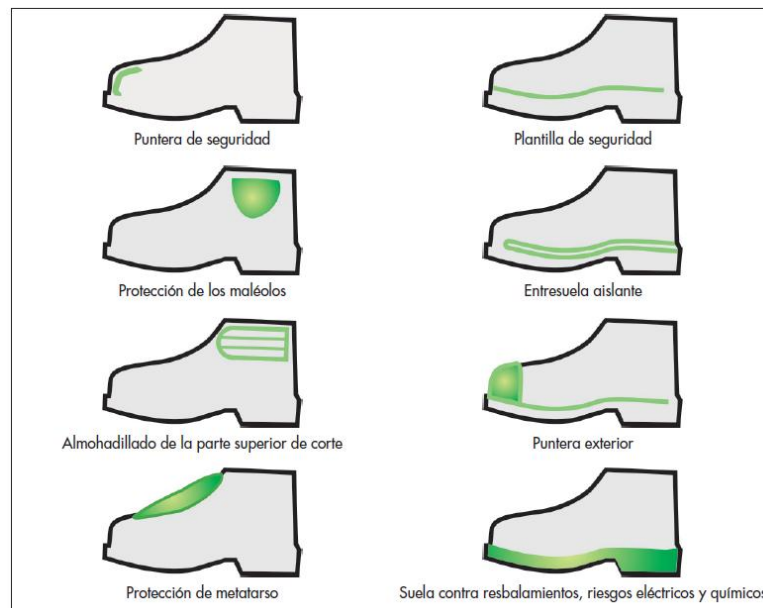 Puntera de seguridad
Plantilla de seguridad
Protección de los maléolos
Entresuela aislante
Almohadillado de la parte superior de corte
Puntera exterior
Protección de metatarso
Suela contra resbalamientos, riesgos eléctricos y químicos